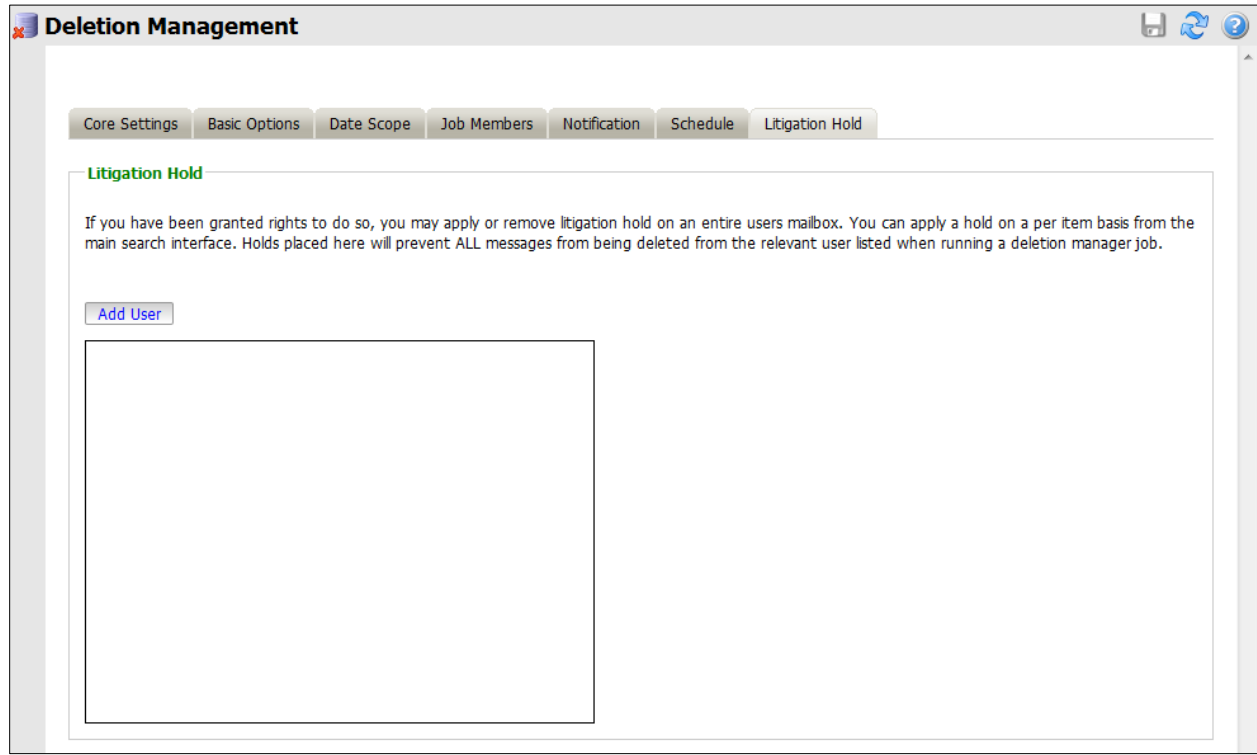 Deletion Management
Core Settings Basic Options Date Scope Job Members Notification Schedule Litigation Hold
Litigation Hold
If you have been granted rights to do so, you may apply or remove litigation hold on an entire users mailbox. You can apply a hold on a per item basis from the
main search interface. Holds placed here will prevent ALL messages from being deleted from the relevant user listed when running a deletion manager job.
Add User